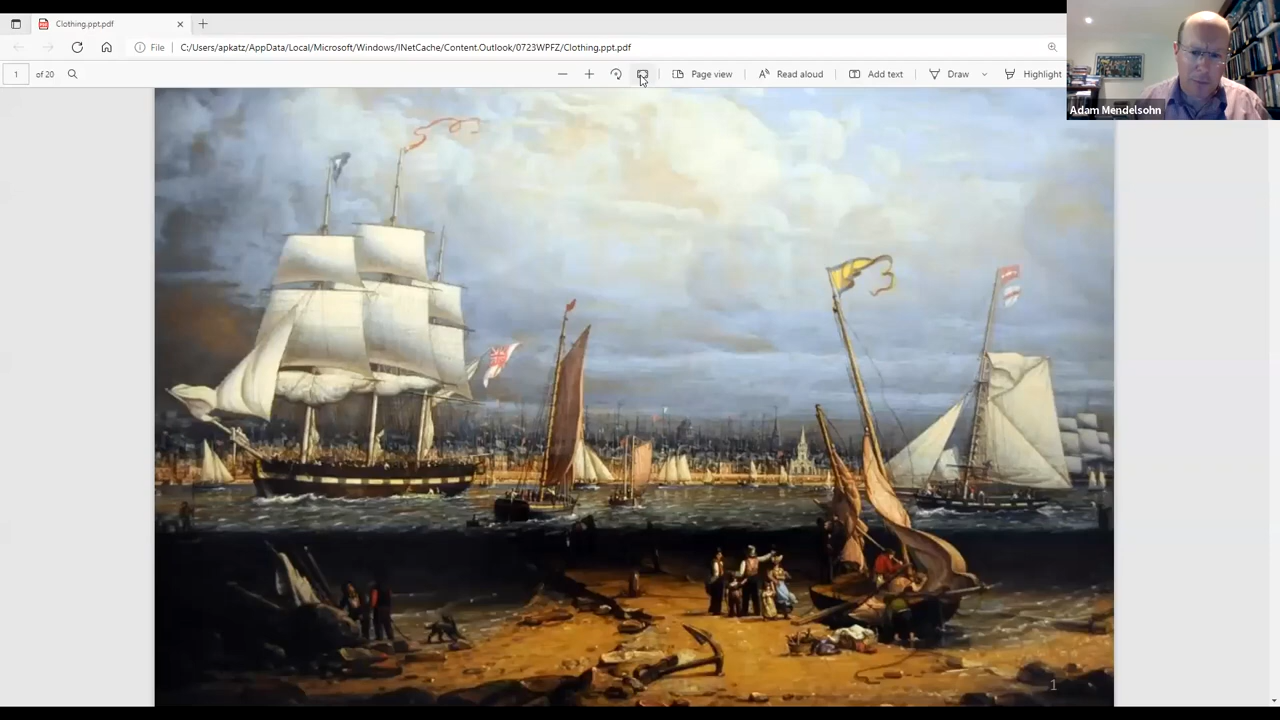 Clothing.ppt.pdf
File C:/Users/apkatz/AppData/Local/Microsoft/Windows/INetCache/Content.Outlook/0723WPFZ/Clothing.ppt.pdf
1 of 20 Page view Read aloud Add text Draw Highlight
Adam Mendelsohn
1